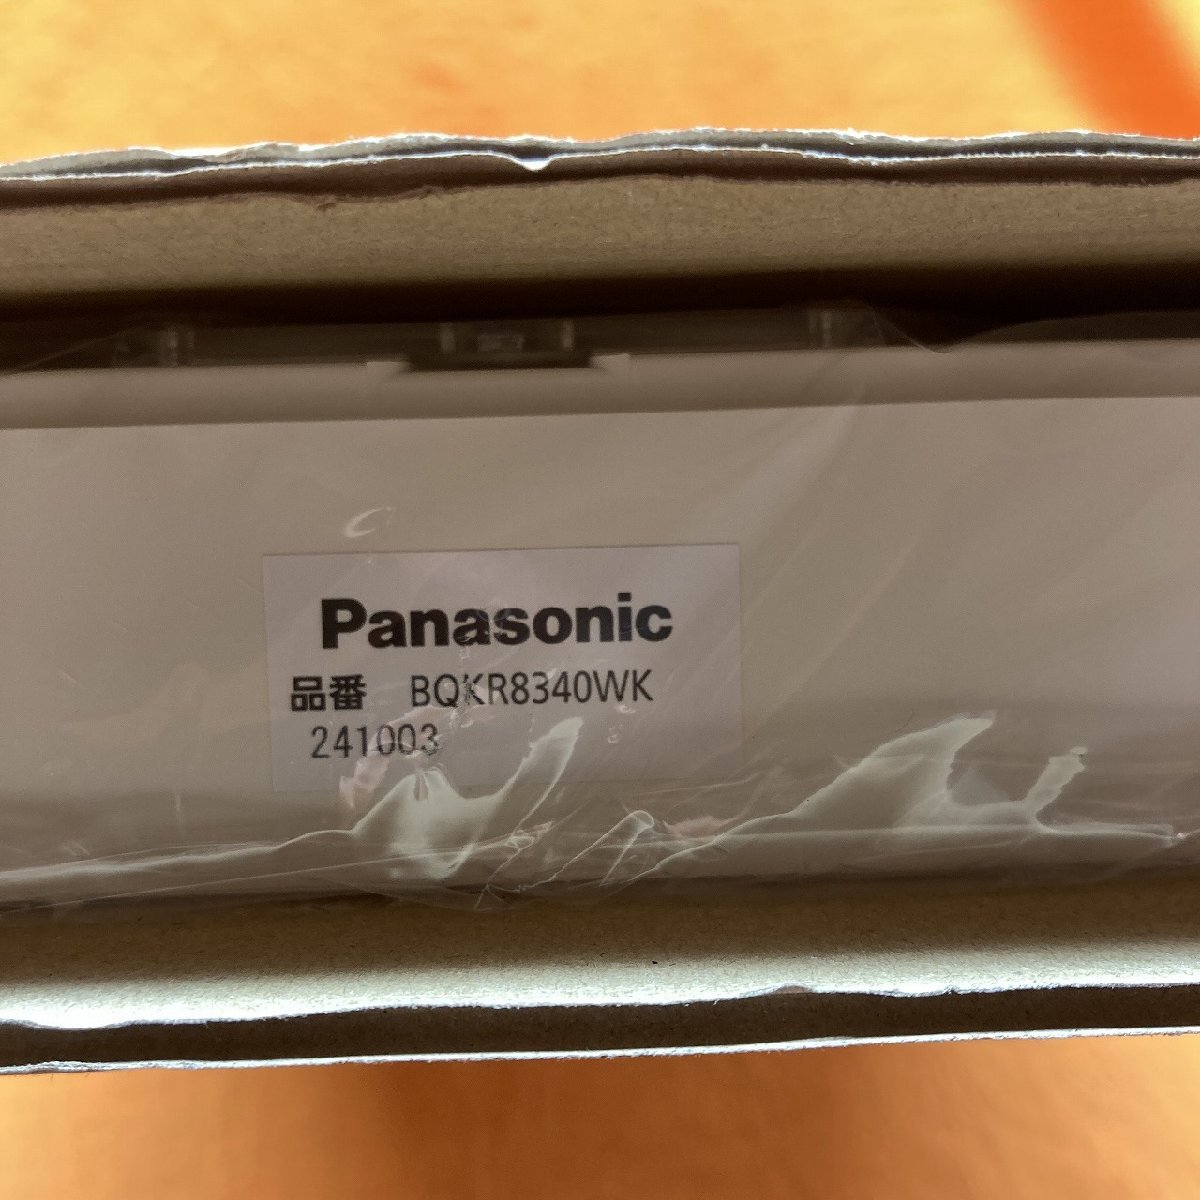 Panasonic
品番 BQKR8340WK
241003